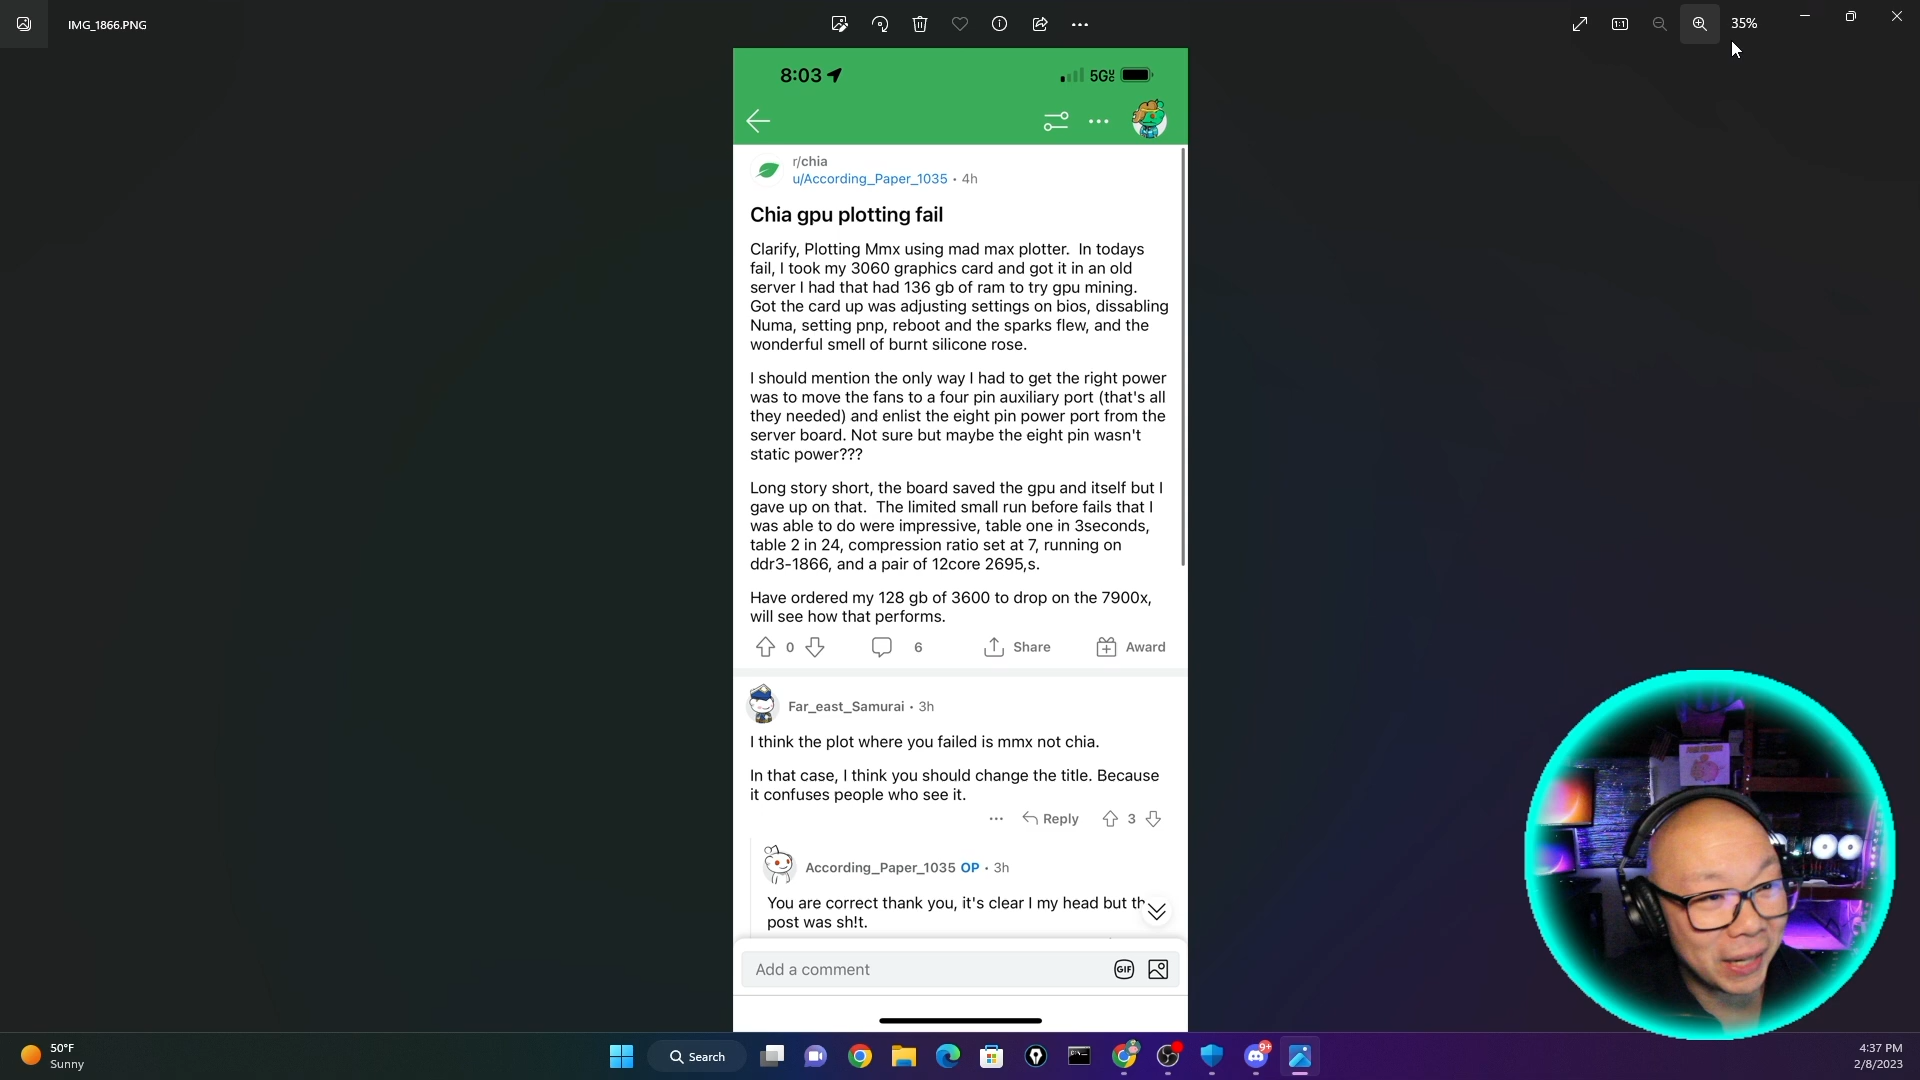 IMG_1866.PNG
35%
8:03
5G
r/chia
u/According_Paper_1035 • 4h
Chia gpu plotting fail
Clarify, Plotting Mmx using mad max plotter. In todays
fail, I took my 3060 graphics card and got it in an old
server I had that had 136 gb of ram to try gpu mining.
Got the card up was adjusting settings on bios, dissabling
Numa, setting pnp, reboot and the sparks flew, and the
wonderful smell of burnt silicone rose.
I should mention the only way I had to get the right power
was to move the fans to a four pin auxiliary port (that's all
they needed) and enlist the eight pin power port from the
server board. Not sure but maybe the eight pin wasn't
static power???
Long story short, the board saved the gpu and itself but I
gave up on that. The limited small run before fails that I
was able to do were impressive, table one in 3seconds,
table 2 in 24, compression ratio set at 7, running on
ddr3-1866, and a pair of 12core 2695,s.
Have ordered my 128 gb of 3600 to drop on the 7900x,
will see how that performs.
0 6 Share Award
Far_east_Samurai • 3h
I think the plot where you failed is mmx not chia.
In that case, I think you should change the title. Because
it confuses people who see it.
Reply 3
According_Paper_1035 OP • 3h
You are correct thank you, it's clear I my head but th
post was sh!t.
Add a comment
GIF
50°F
Sunny
Search
9+
4:37 PM
2/8/2023